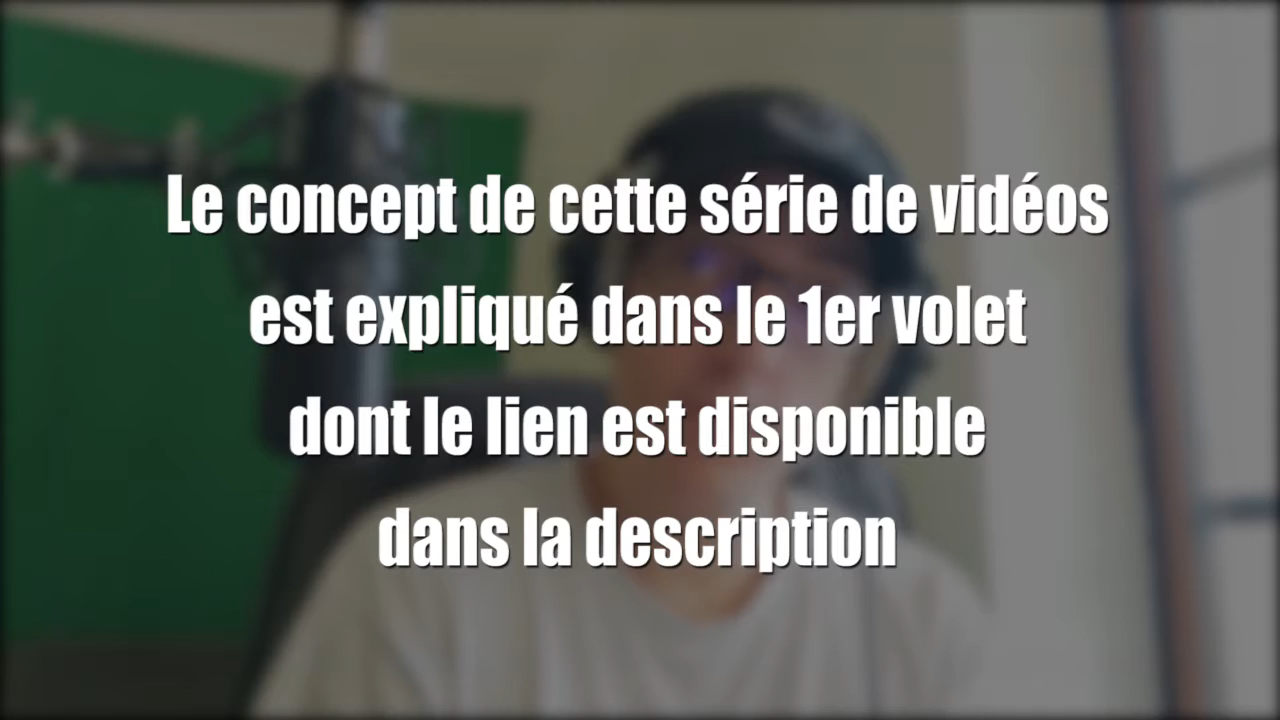 Le concept de cette série de vidéos
est expliqué dans le 1er volet
dont le lien est disponible
dans la description